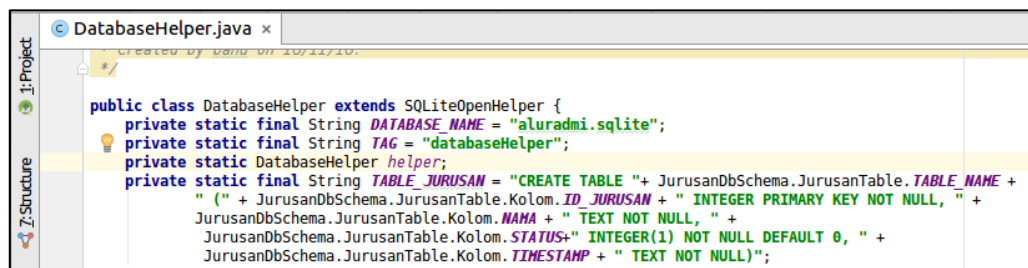 DatabaseHelper.java ×
1: Project
7: Structure
* Created by
*/
public class DatabaseHelper extends SQLiteOpenHelper {
private static final String DATABASE_NAME = "aluradmi.sqlite";
private static final String TAG = "databaseHelper";
private static DatabaseHelper helper;
private static final String TABLE_JURUSAN = "CREATE TABLE "+ JurusanDbSchema.JurusanTable.TABLE_NAME +
" (" + JurusanDbSchema.JurusanTable.Kolom.ID_JURUSAN + " INTEGER PRIMARY KEY NOT NULL, " +
JurusanDbSchema.JurusanTable.Kolom.NAMA + " TEXT NOT NULL, " +
JurusanDbSchema.JurusanTable.Kolom.STATUS+" INTEGER(1) NOT NULL DEFAULT 0, " +
JurusanDbSchema.JurusanTable.Kolom.TIMESTAMP + " TEXT NOT NULL)";